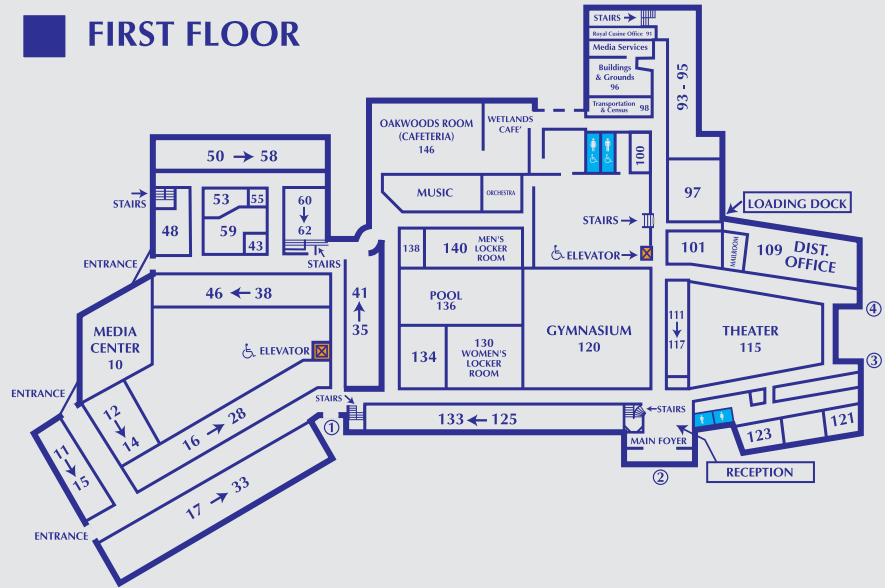 FIRST FLOOR
STAIRS →
Royal Cusine Office 91
Media Services
Buildings
& Grounds
96
Transportation
& Census 98
93 - 95
OAKWOODS ROOM
(CAFETERIA)
146
WETLANDS
CAFE'
100
50 → 58
MUSIC
ORCHESTRA
97
LOADING DOCK
STAIRS
53
55
59
43
48
60
↓
62
STAIRS
STAIRS →
138
140
MEN'S
LOCKER
ROOM
ELEVATOR →
101
MAILROOM
109
DIST.
OFFICE
ENTRANCE
46 ← 38
41
↑
35
POOL
136
GYMNASIUM
120
111
↓
117
THEATER
115
4
3
MEDIA
CENTER
10
ELEVATOR
134
130
WOMEN'S
LOCKER
ROOM
ENTRANCE
STAIRS
12
↓
14
16 → 28
1
133 ← 125
← STAIRS
MAIN FOYER
123
121
11
↓
15
17 → 33
2
RECEPTION
ENTRANCE